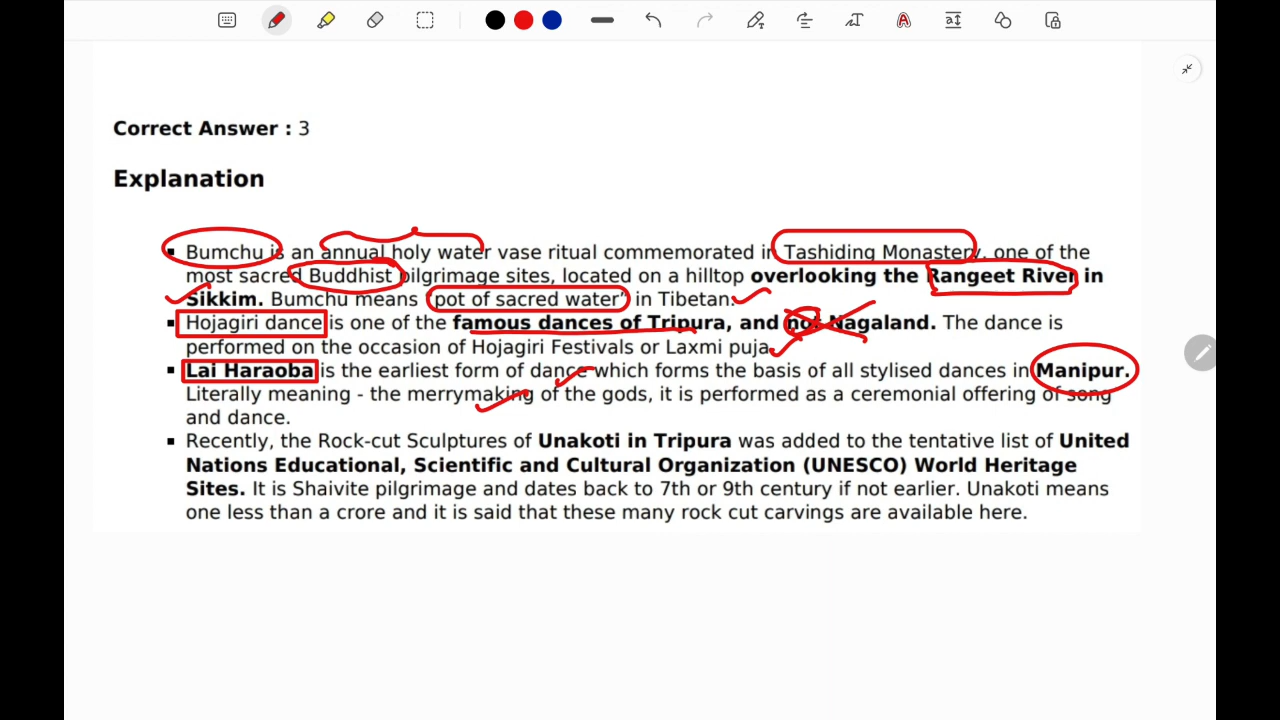 Correct Answer : 3
Explanation
▪ Bumchu is an annual holy water vase ritual commemorated in Tashiding Monastery, one of the
most sacred Buddhist pilgrimage sites, located on a hilltop overlooking the Rangeet River in
Sikkim. Bumchu means “pot of sacred water” in Tibetan.
▪ Hojagiri dance is one of the famous dances of Tripura, and not Nagaland. The dance is
performed on the occasion of Hojagiri Festivals or Laxmi puja.
▪ Lai Haraoba is the earliest form of dance which forms the basis of all stylised dances in Manipur.
Literally meaning - the merrymaking of the gods, it is performed as a ceremonial offering of song
and dance.
▪ Recently, the Rock-cut Sculptures of Unakoti in Tripura was added to the tentative list of United
Nations Educational, Scientific and Cultural Organization (UNESCO) World Heritage
Sites. It is Shaivite pilgrimage and dates back to 7th or 9th century if not earlier. Unakoti means
one less than a crore and it is said that these many rock cut carvings are available here.